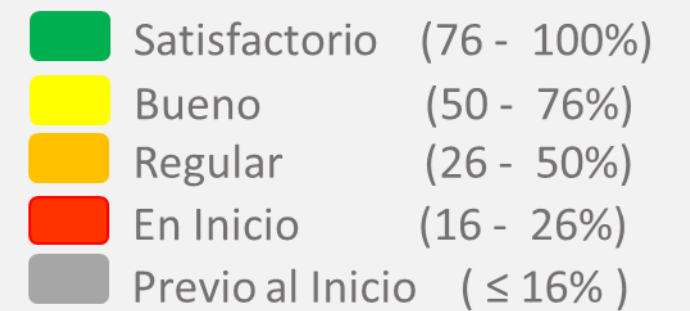 Satisfactorio (76 - 100%)
Bueno (50 - 76%)
Regular (26 - 50%)
En Inicio (16 - 26%)
Previo al Inicio ( ≤ 16% )